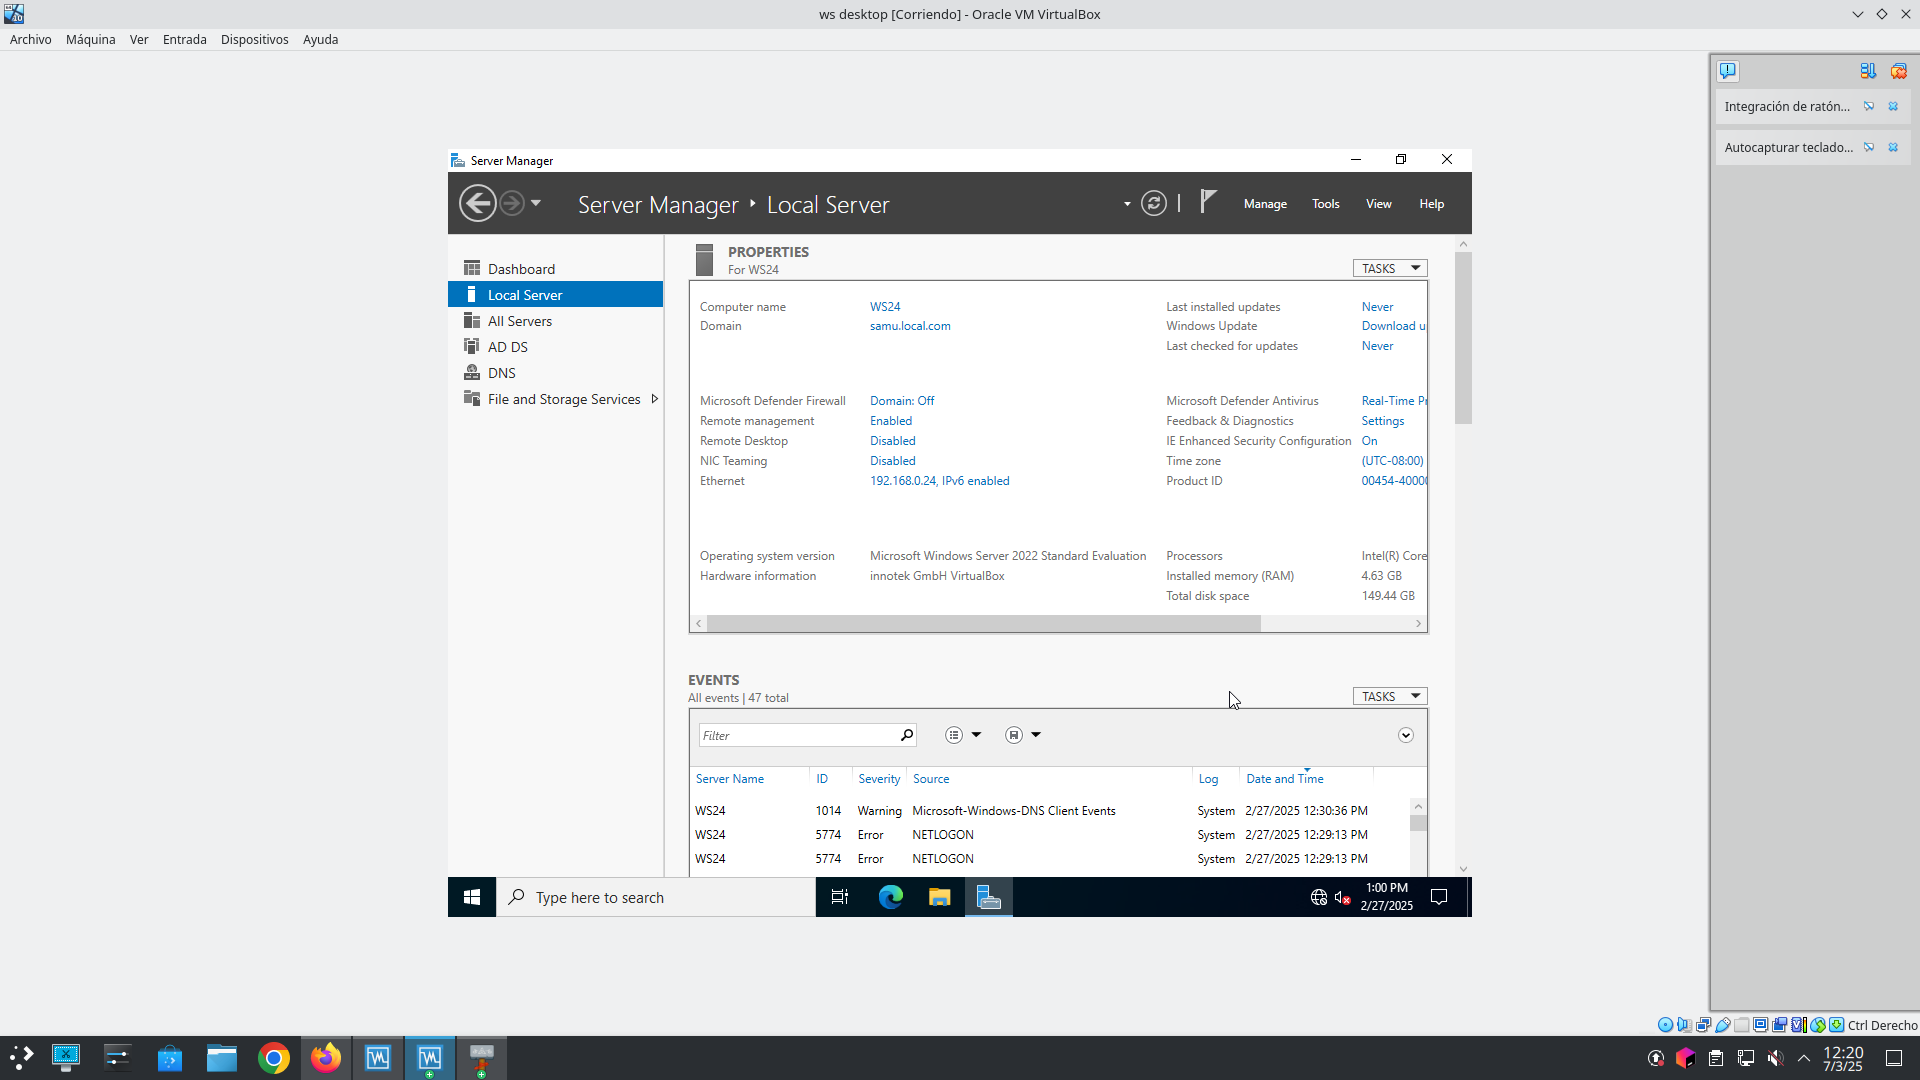 ws desktop [Corriendo] - Oracle VM VirtualBox
Archivo Máquina Ver Entrada Dispositivos Ayuda
Integración de ratón...
Autocapturar teclado...
Server Manager
Server Manager Local Server
Manage Tools View Help
Dashboard
Local Server
All Servers
AD DS
DNS
File and Storage Services
PROPERTIES
For WS24
TASKS
Computer name WS24 Last installed updates Never
Domain samu.local.com Windows Update Download u
Last checked for updates Never
Microsoft Defender Firewall Domain: Off Microsoft Defender Antivirus Real-Time Pr
Remote management Enabled Feedback & Diagnostics Settings
Remote Desktop Disabled IE Enhanced Security Configuration On
NIC Teaming Disabled Time zone (UTC-08:00)
Ethernet 192.168.0.24, IPv6 enabled Product ID 00454-40000
Operating system version Microsoft Windows Server 2022 Standard Evaluation Processors Intel(R) Core
Hardware information innotek GmbH VirtualBox Installed memory (RAM) 4.63 GB
Total disk space 149.44 GB
EVENTS
All events | 47 total
TASKS
Filter
Server Name ID Severity Source Log Date and Time
WS24 1014 Warning Microsoft-Windows-DNS Client Events System 2/27/2025 12:30:36 PM
WS24 5774 Error NETLOGON System 2/27/2025 12:29:13 PM
WS24 5774 Error NETLOGON System 2/27/2025 12:29:13 PM
Type here to search
1:00 PM
2/27/2025
Ctrl Derecho
12:20
7/3/25